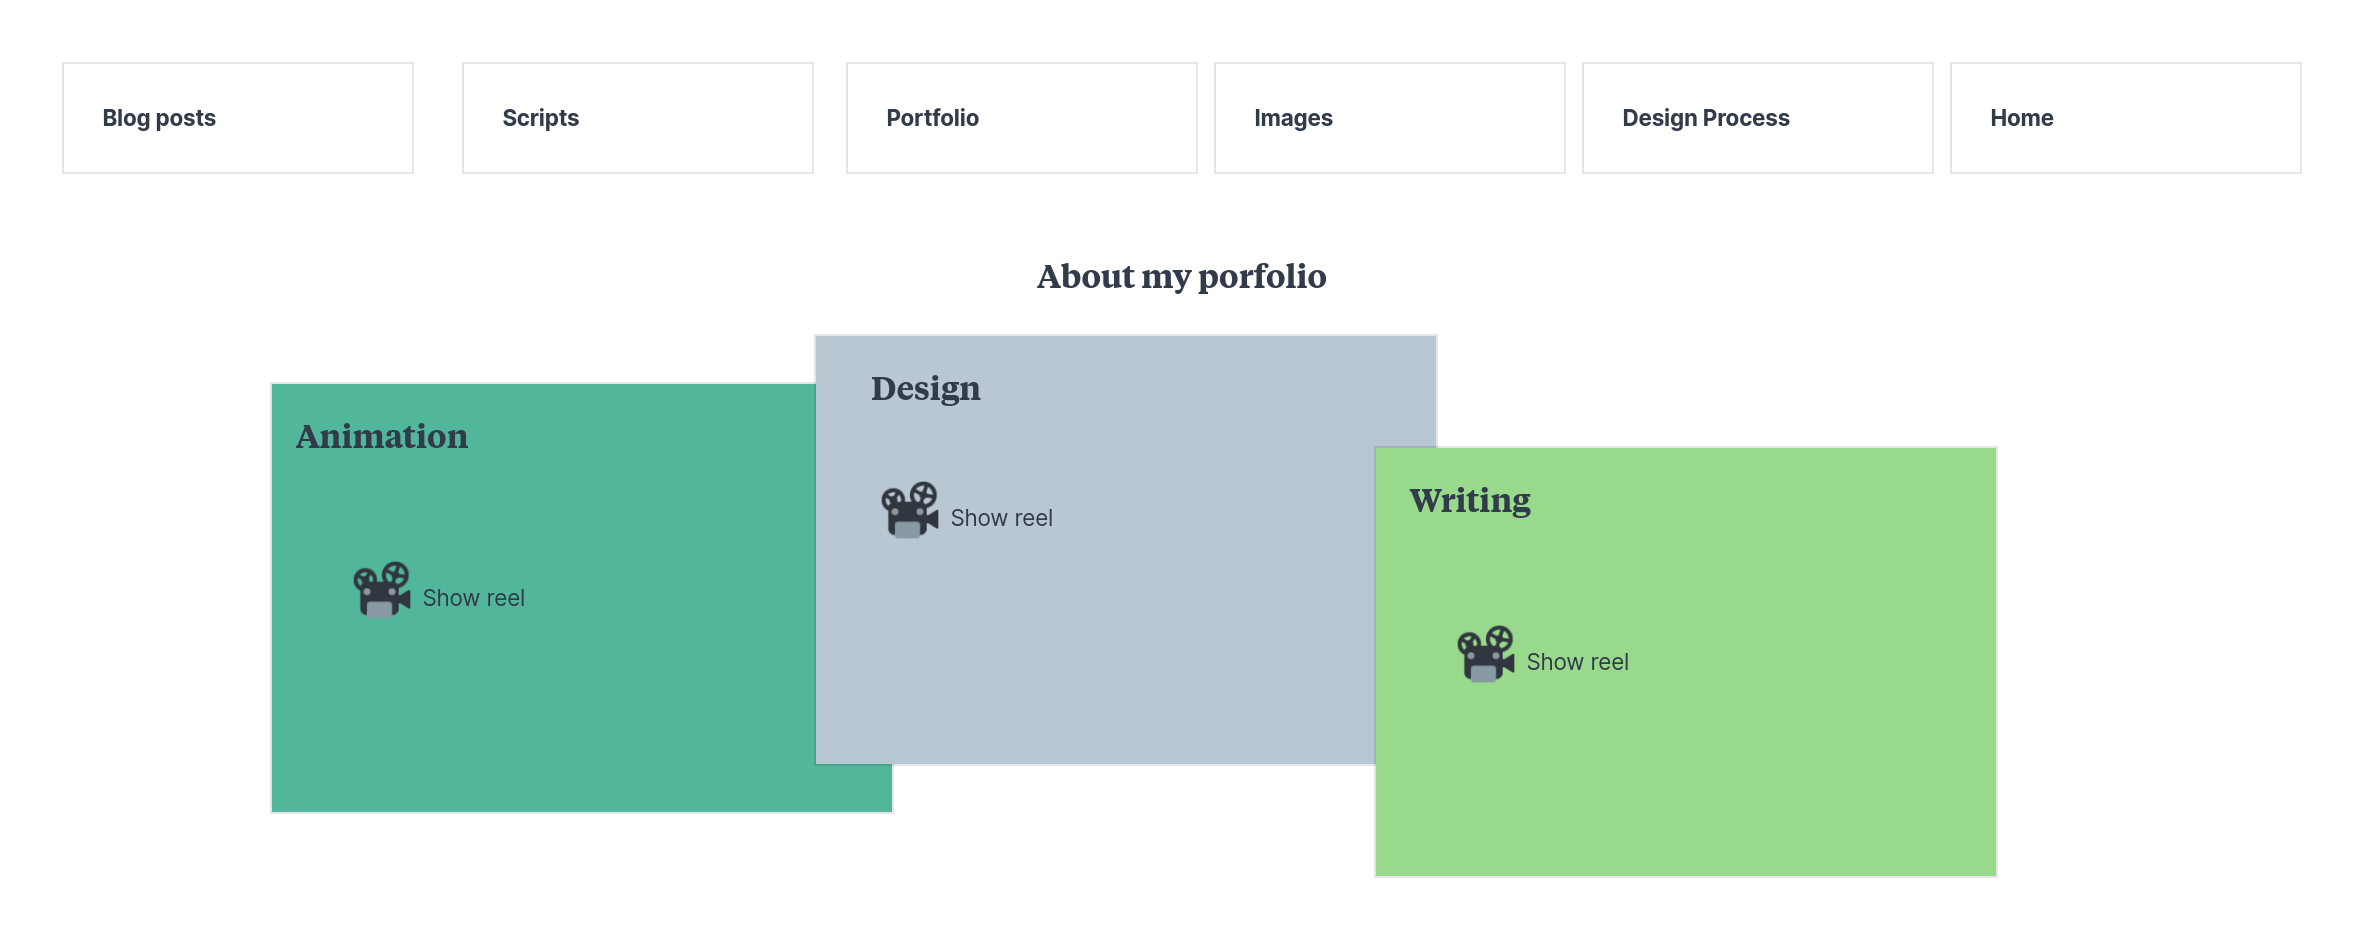 Blog posts
Scripts
Portfolio
Images
Design Process
Home
About my porfolio
Animation
Show reel
Design
Show reel
Writing
Show reel